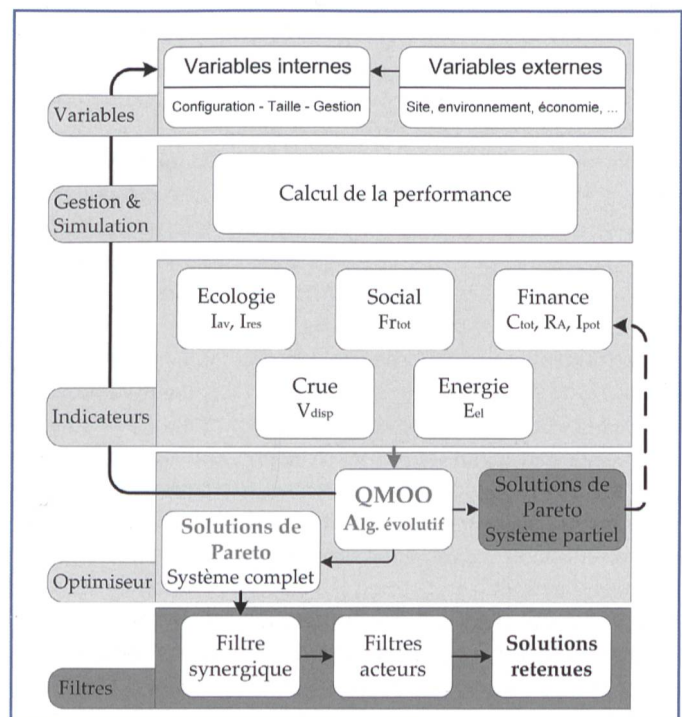 Variables internes
Variables externes
Configuration - Taille - Gestion
Site, environnement, économie, ...
Variables
Calcul de la performance
Gestion &
Simulation
Ecologie
Iav, Ires
Social
Frtot
Finance
Ctot, RA, Ipot
Crue
Vdisp
Energie
Eel
Indicateurs
QMOO
Alg. évolutif
Solutions de
Pareto
Système partiel
Solutions de
Pareto
Système complet
Optimiseur
Filtre
synergique
Filtres
acteurs
Solutions
retenues
Filtres